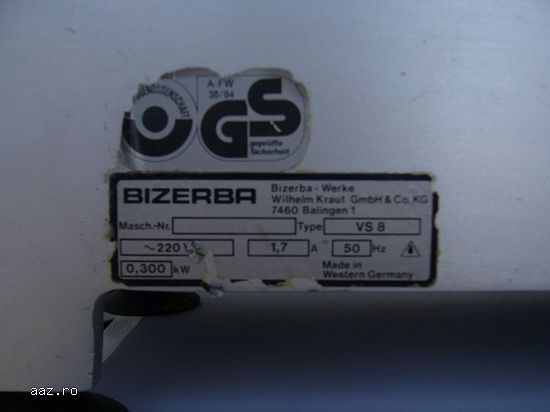 A-FW
36/84
GS
geprüfte
Sicherheit
BIZERBA
Bizerba - Werke
Wilhelm Kraut GmbH & Co. KG
7460 Balingen 1
Masch.-Nr. Type VS 8
~220 V 1,7 A 50 Hz
0,300 kW
Made in
Western Germany
aaz.ro